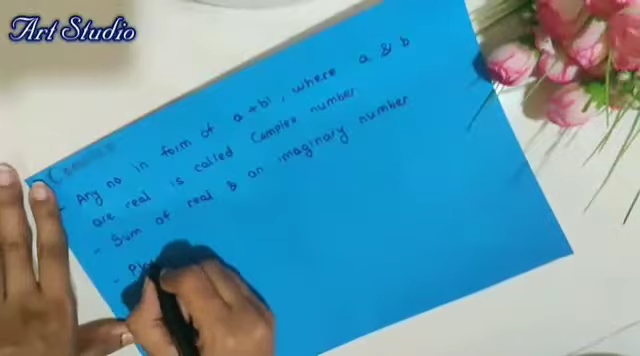 Art Studio
Complex
- Any no in form of a+bi, where a & b
are real is called Complex number
- Sum of real & an imaginary number
-